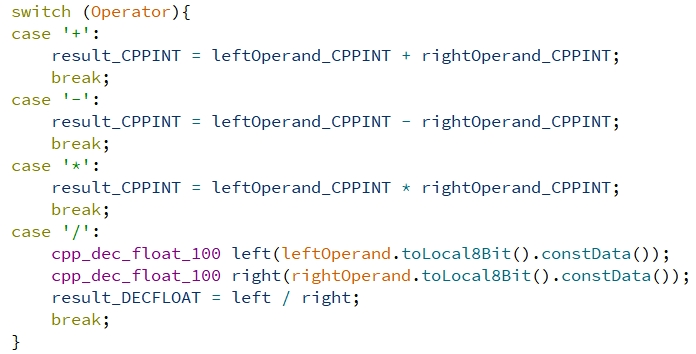 switch (Operator){
case '+':
    result_CPPINT = leftOperand_CPPINT + rightOperand_CPPINT;
    break;
case '-':
    result_CPPINT = leftOperand_CPPINT - rightOperand_CPPINT;
    break;
case '*':
    result_CPPINT = leftOperand_CPPINT * rightOperand_CPPINT;
    break;
case '/':
    cpp_dec_float_100 left(leftOperand.toLocal8Bit().constData());
    cpp_dec_float_100 right(rightOperand.toLocal8Bit().constData());
    result_DECFLOAT = left / right;
    break;
}